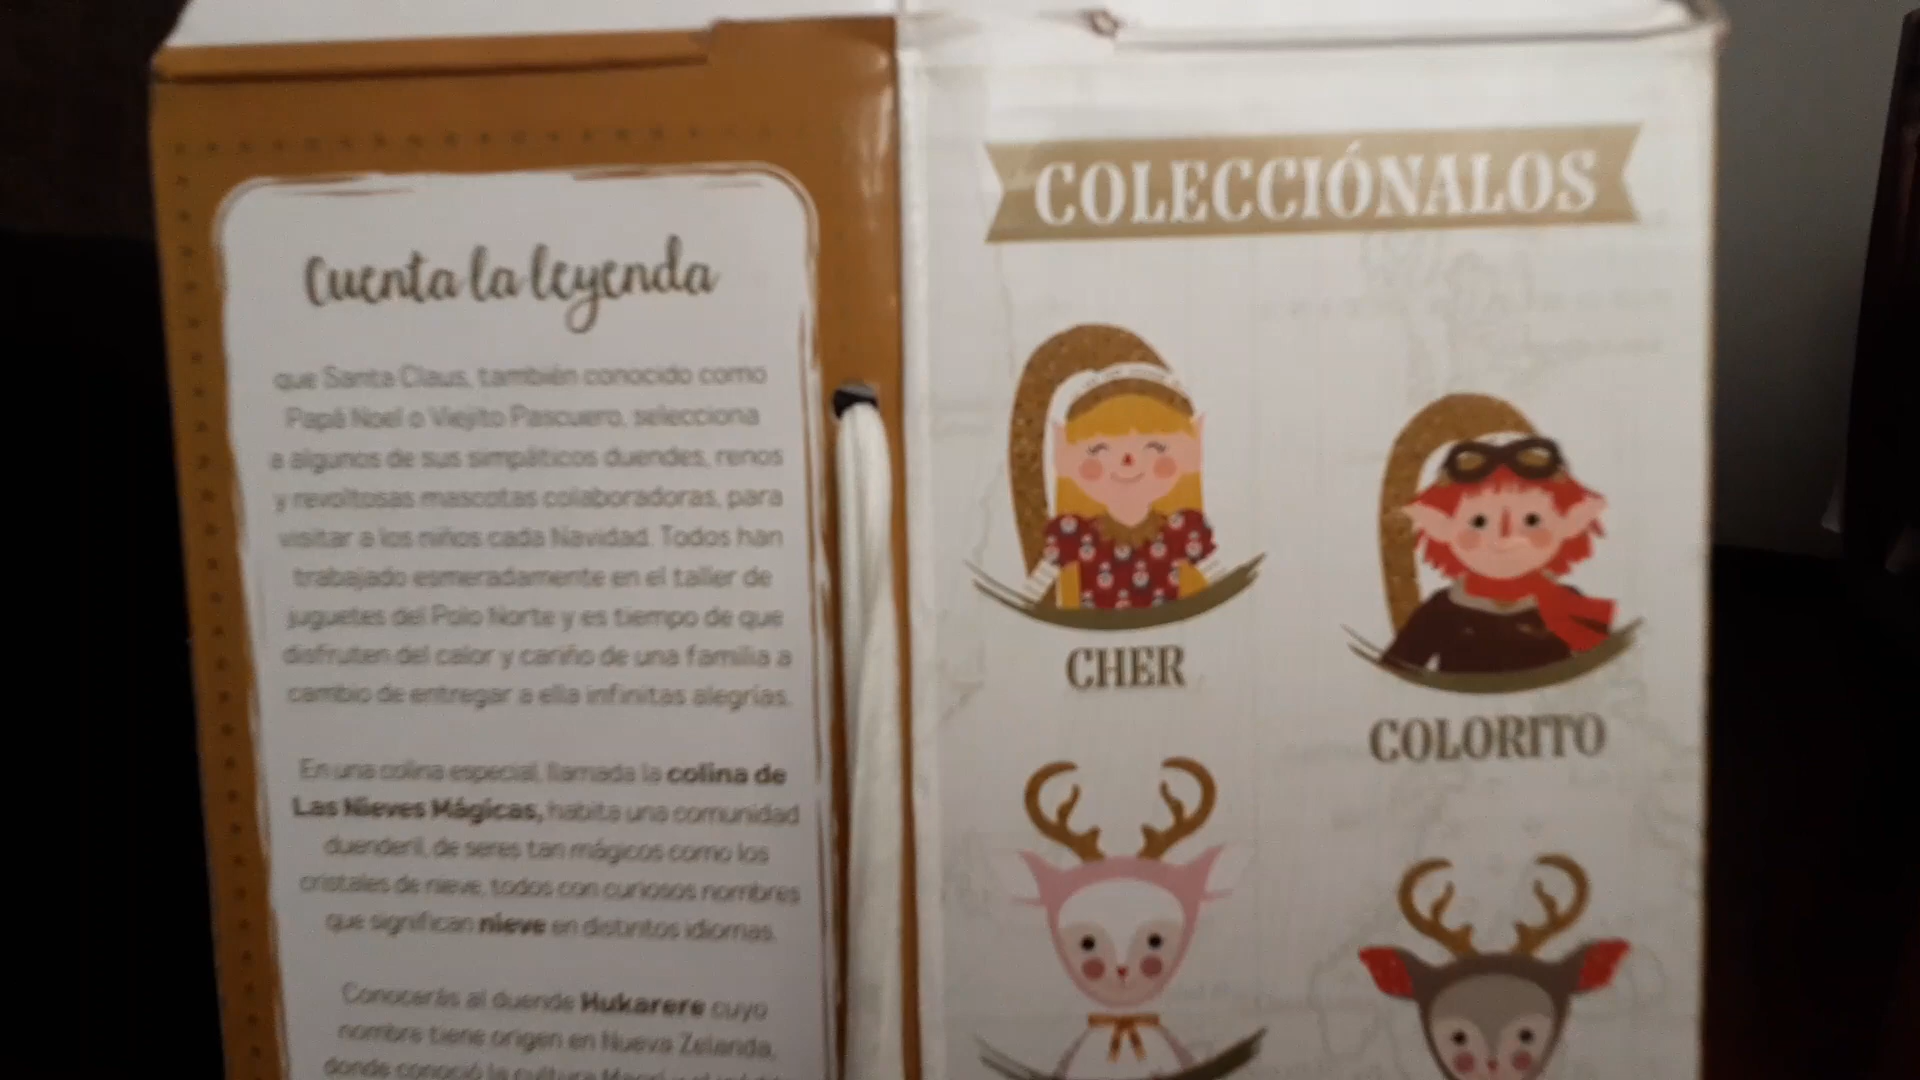 Cuenta la leyenda
que Santa Claus, también conocido como
Papá Noel o Viejito Pascuero, selecciona
a algunos de sus simpáticos duendes, renos
y revoltosas mascotas colaboradoras, para
visitar a los niños cada Navidad. Todos han
trabajado esmeradamente en el taller de
juguetes del Polo Norte y es tiempo de que
disfruten del calor y cariño de una familia a
cambio de entregar a ella infinitas alegrías.
En una colina especial, llamada la colina de
Las Nieves Mágicas, habita una comunidad
duenderil, de seres tan mágicos como los
cristales de nieve, todos con curiosos nombres
que significan nieve en distintos idiomas.
Conocerás al duende Hukarere cuyo
nombre tiene origen en Nueva Zelanda,
donde conoció la cultura Maorí
COLECCIÓNALOS
CHER
COLORITO